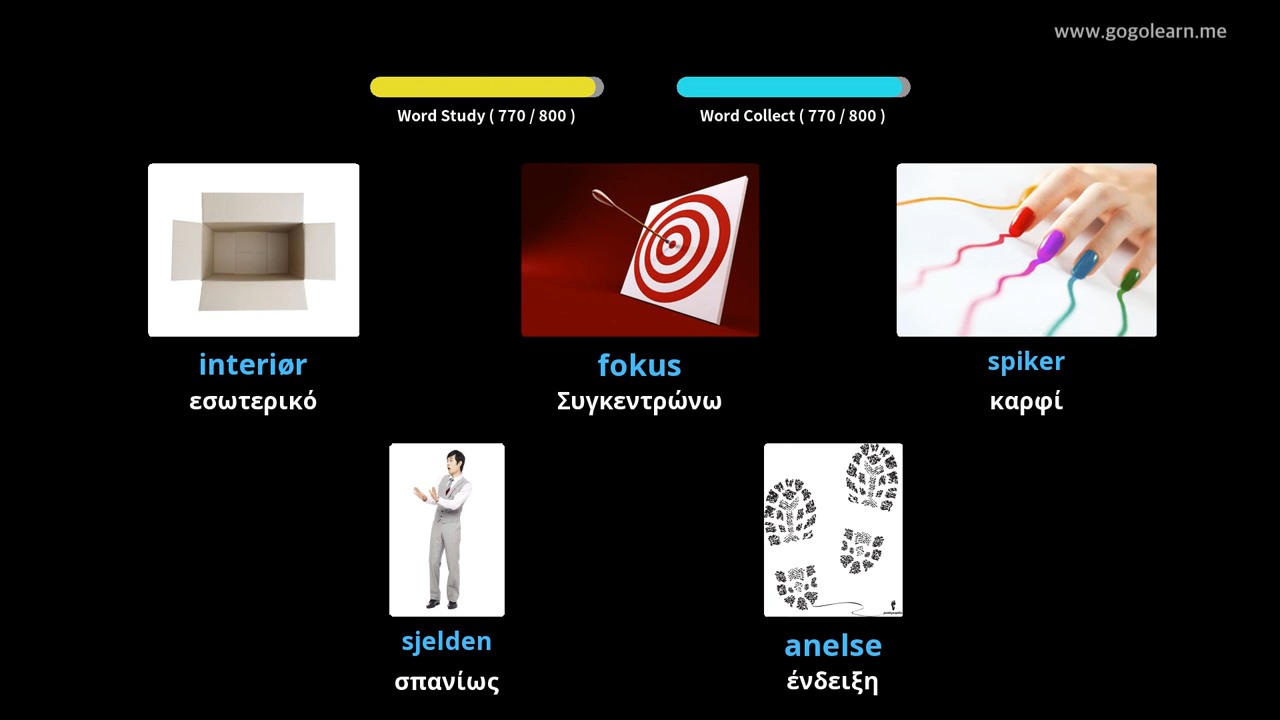 www.gogolearn.me
Word Study ( 770 / 800 )
Word Collect ( 770 / 800 )
interiør
εσωτερικό
fokus
Συγκεντρώνω
spiker
καρφί
sjelden
σπανίως
anelse
ένδειξη